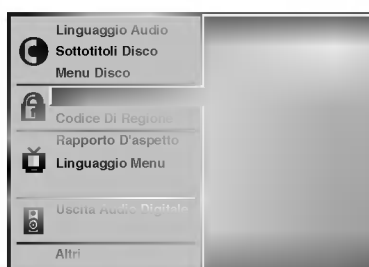 Linguaggio Audio
Sottotitoli Disco
Menu Disco
Codice Di Regione
Rapporto D'aspetto
Linguaggio Menu
Uscita Audio Digitale
Altri